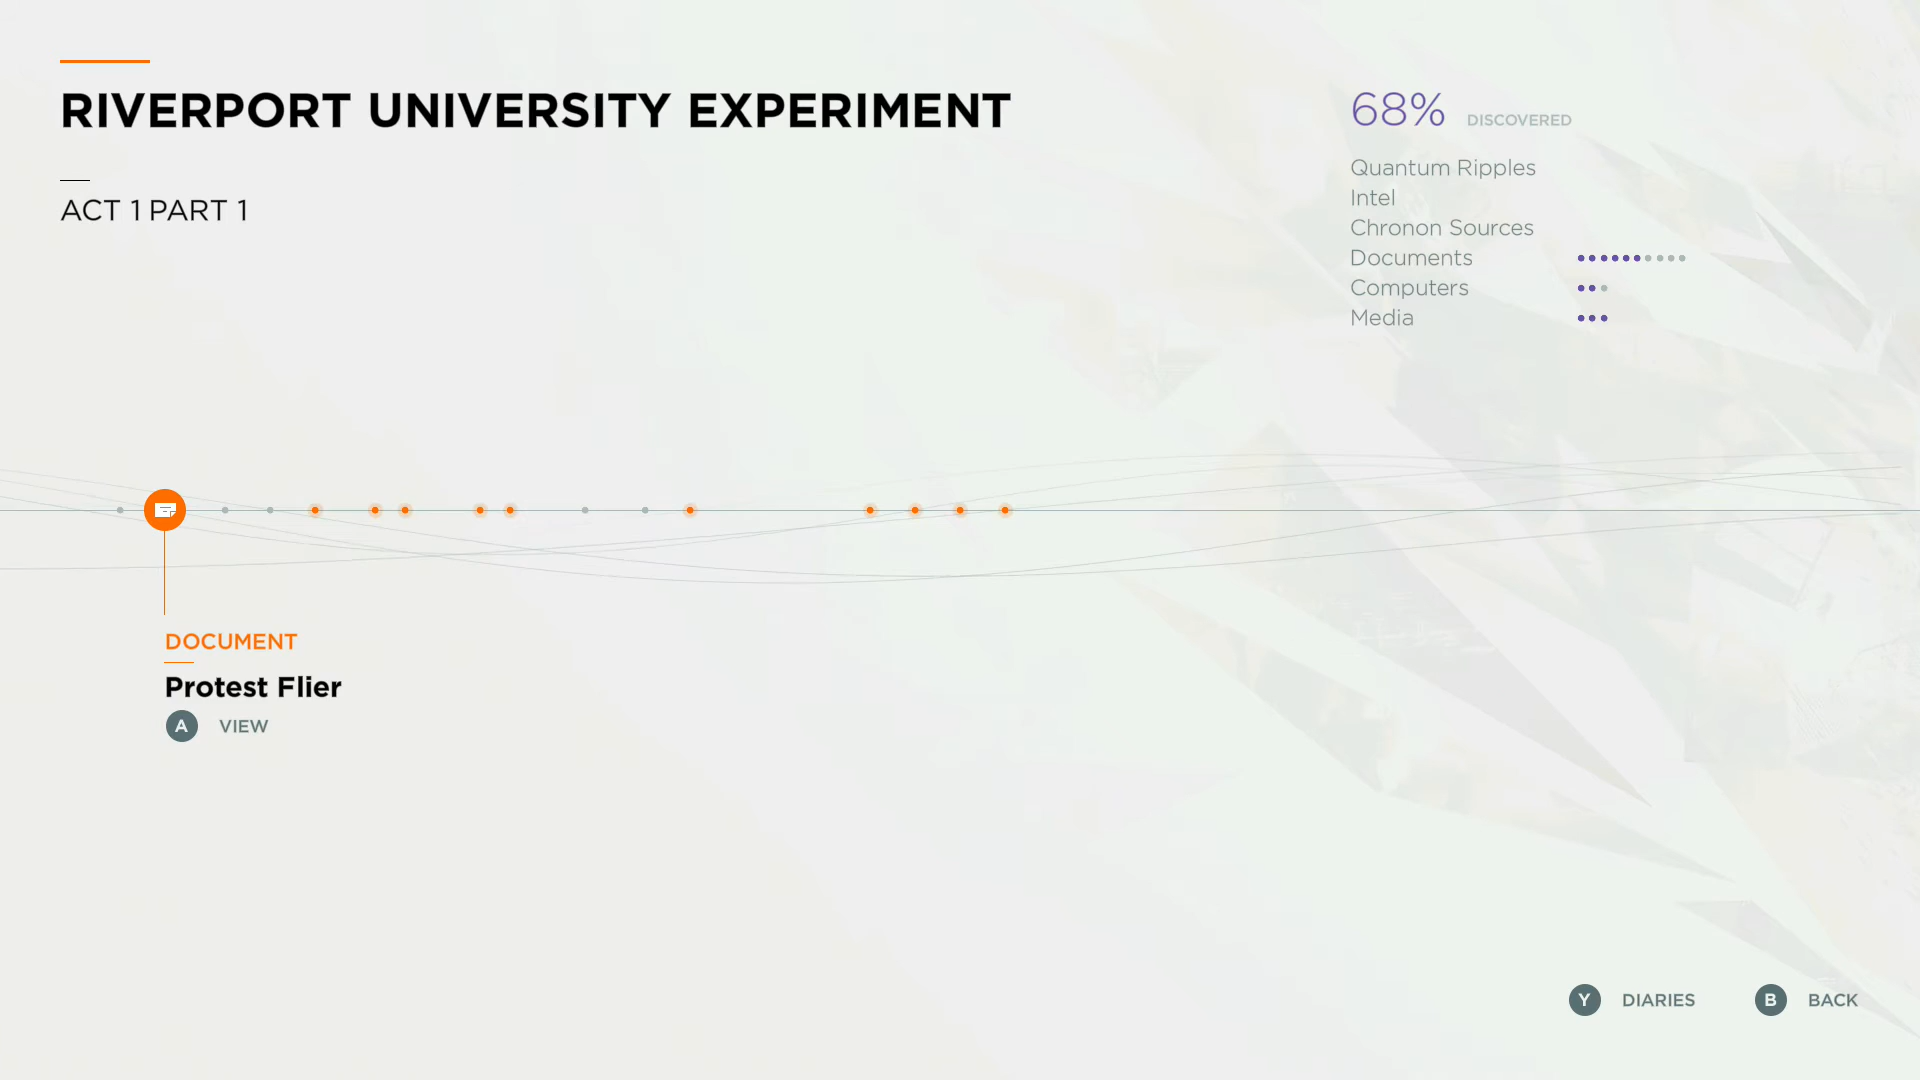 RIVERPORT UNIVERSITY EXPERIMENT
ACT 1 PART 1
68% DISCOVERED
Quantum Ripples
Intel
Chronon Sources
Documents
Computers
Media
DOCUMENT
Protest Flier
A VIEW
Y DIARIES B BACK